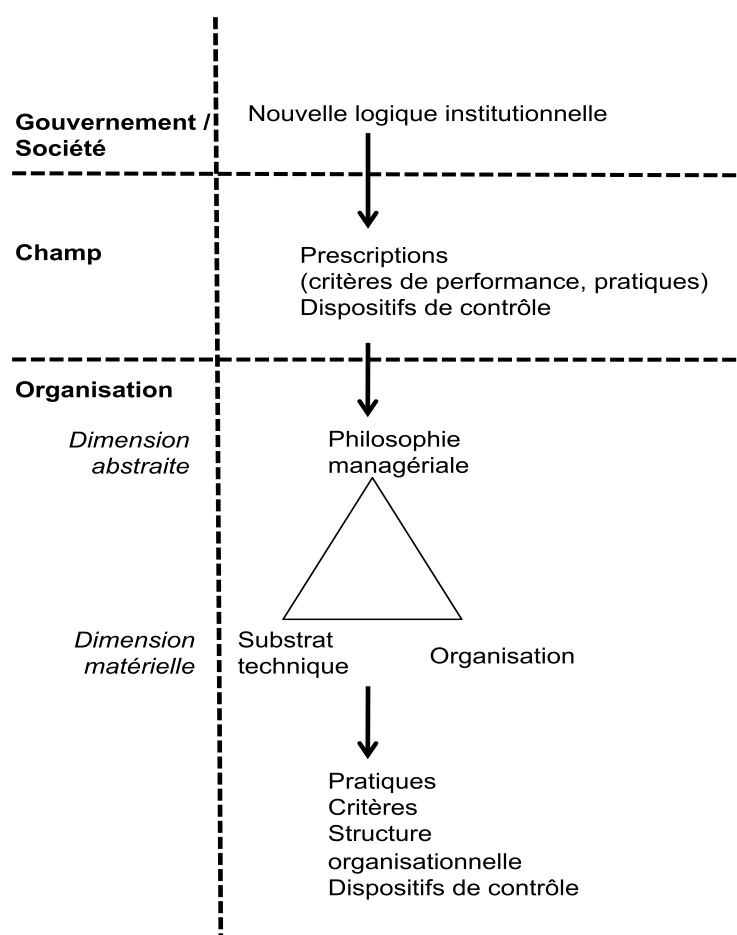 Gouvernement /
Société
Nouvelle logique institutionnelle
Champ
Prescriptions
(critères de performance, pratiques)
Dispositifs de contrôle
Organisation
Dimension
abstraite
Philosophie
managériale
Dimension
matérielle
Substrat
technique
Organisation
Pratiques
Critères
Structure
organisationnelle
Dispositifs de contrôle